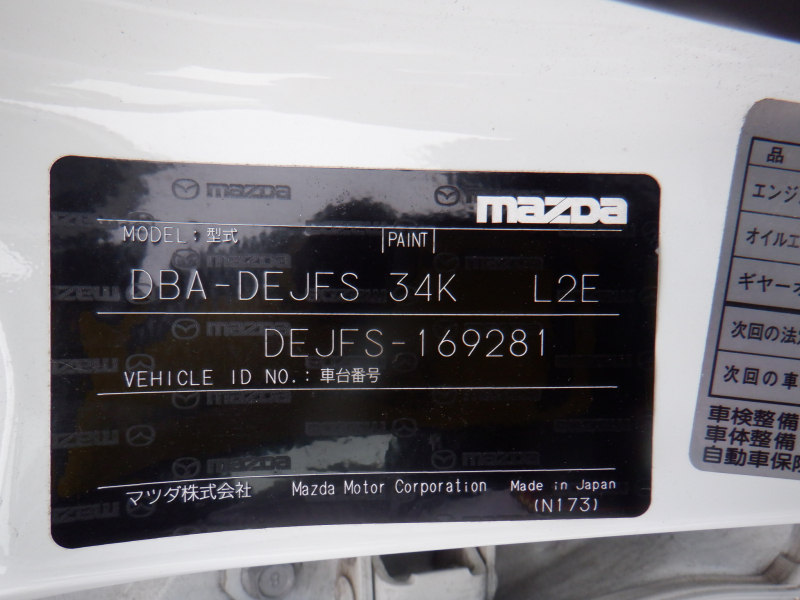 mazda
MODEL: 型式 PAINT
DBA-DEJFS 34K L2E
DEJFS-169281
VEHICLE ID NO.: 車台番号
マツダ株式会社 Mazda Motor Corporation Made in Japan
(N173)
品
エンジ
オイルエ
ギヤーオ
次回の法
次回の車
車検整備
車体整備
自動車保険